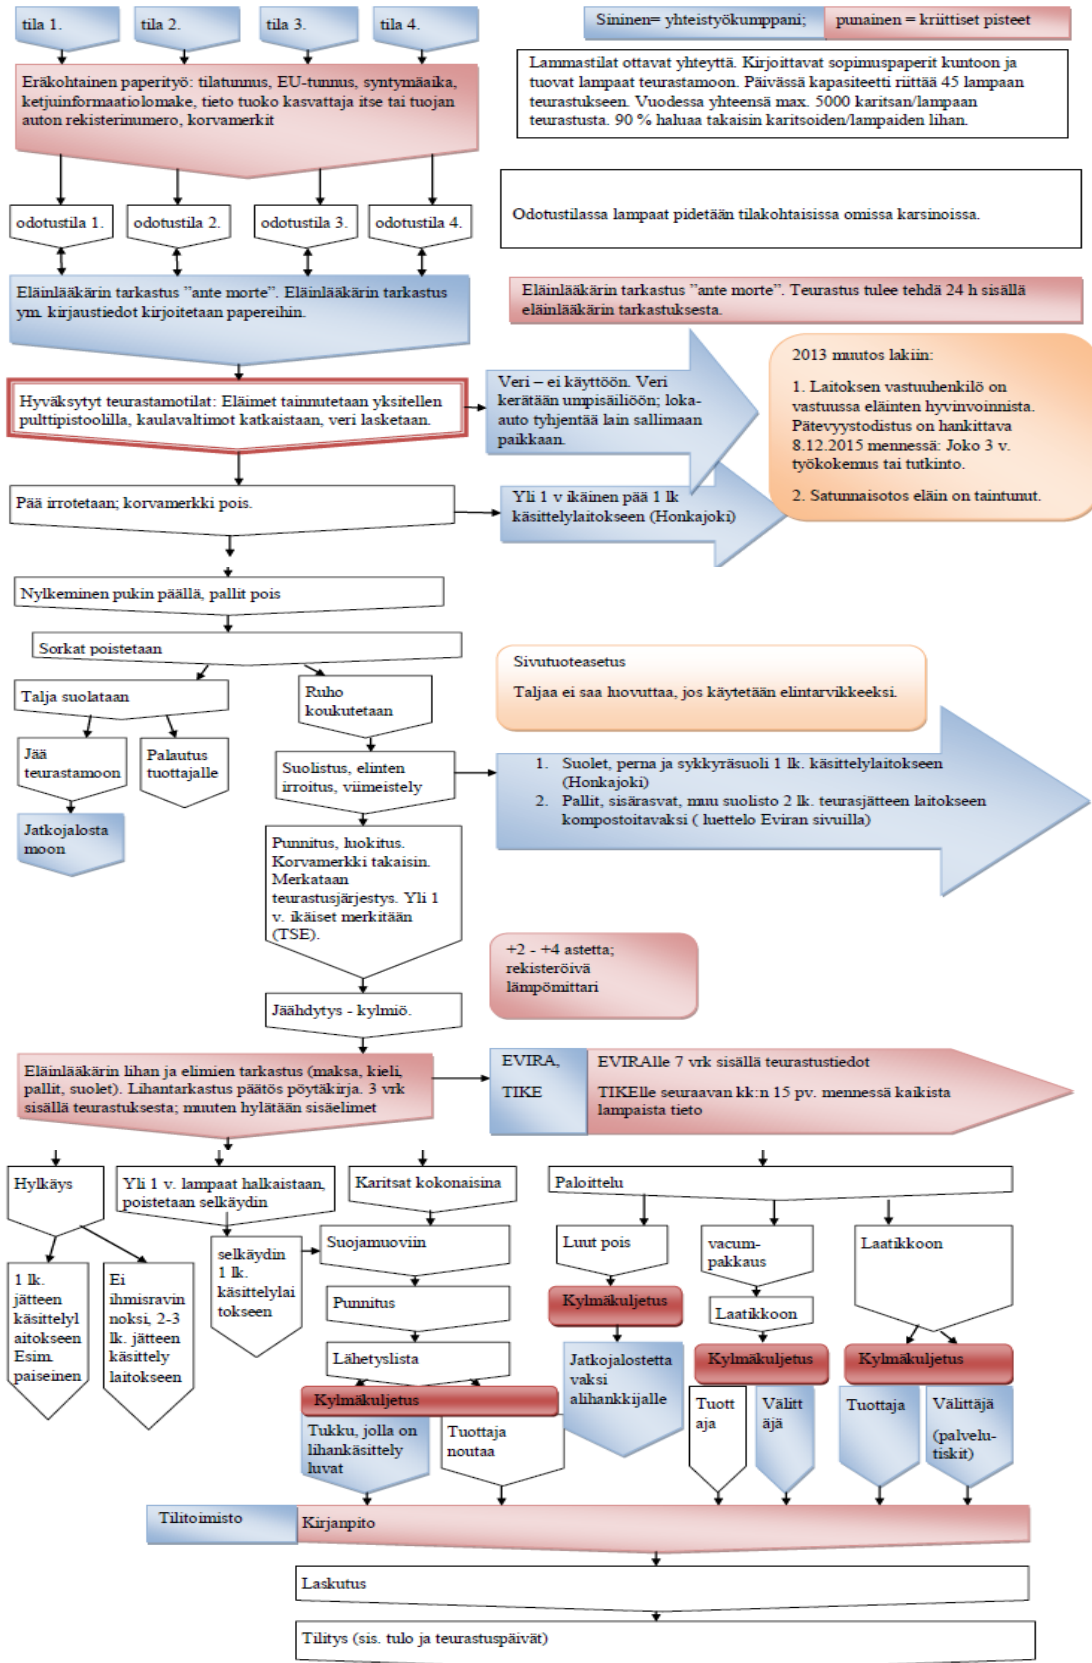 tila 1.
tila 2.
tila 3.
tila 4.
Sininen= yhteistyökumppani;
punainen = kriittiset pisteet
Eräkohtainen paperityö: tilatunnus, EU-tunnus, syntymäaika,
ketjuinformaatiolomake, tieto tuoko kasvattaja itse tai tuojan
auton rekisterinumero, korvamerkit
Lammastilat ottavat yhteyttä. Kirjoittavat sopimuspaperit kuntoon ja
tuovat lampaat teurastamoon. Päivässä kapasiteetti riittää 45 lampaan
teurastukseen. Vuodessa yhteensä max. 5000 karitsan/lampaan
teurastusta. 90 % haluaa takaisin karitsoiden/lampaiden lihan.
odotustila 1.
odotustila 2.
odotustila 3.
odotustila 4.
Odotustilassa lampaat pidetään tilakohtaisissa omissa karsinoissa.
Eläinlääkärin tarkastus ”ante morte”. Eläinlääkärin tarkastus
ym. kirjaustiedot kirjoitetaan papereihin.
Eläinlääkärin tarkastus ”ante morte”. Teurastus tulee tehdä 24 h sisällä
eläinlääkärin tarkastuksesta.
Hyväksytyt teurastamotilat: Eläimet tainnutetaan yksitellen
pulttipistoolilla, kaulavaltimot katkaistaan, veri lasketaan.
Veri – ei käyttöön. Veri
kerätään umpisäiliöön; loka-
auto tyhjentää lain sallimaan
paikkaan.
2013 muutos lakiin:
1. Laitoksen vastuuhenkilö on
vastuussa eläinten hyvinvoinnista.
Pätevyystodistus on hankittava
8.12.2015 mennessä: Joko 3 v.
työkokemus tai tutkinto.
2. Satunnaisotos eläin on taintunut.
Pää irrotetaan; korvamerkki pois.
Yli 1 v ikäinen pää 1 lk
käsittelylaitokseen (Honkajoki)
Nylkeminen pukin päällä, pallit pois
Sorkat poistetaan
Talja suolataan
Ruho
koukutetaan
Sivutuoteasetus
Taljaa ei saa luovuttaa, jos käytetään elintarvikkeeksi.
Jää
teurastamoon
Palautus
tuottajalle
Suolistus, elinten
irroitus, viimeistely
1. Suolet, perna ja sykkyräsuoli 1 lk. käsittelylaitokseen
(Honkajoki)
2. Pallit, sisärasvat, muu suolisto 2 lk. teurasjätteen laitokseen
kompostoitavaksi ( luettelo Eviran sivuilla)
Jatkojalosta
moon
Punnitus, luokitus.
Korvamerkki takaisin.
Merkataan
teurastusjärjestys. Yli 1
v. ikäiset merkitään
(TSE).
+2 - +4 astetta;
rekisteröivä
lämpömittari
Jäähdytys - kylmiö.
Eläinlääkärin lihan ja elimien tarkastus (maksa, kieli,
pallit, suolet). Lihantarkastus päätös pöytäkirja. 3 vrk
sisällä teurastuksesta; muuten hylätään sisäelimet
EVIRA,
TIKE
EVIRAlle 7 vrk sisällä teurastustiedot
TIKElle seuraavan kk:n 15 pv. mennessä kaikista
lampaista tieto
Hylkäys
Yli 1 v. lampaat halkaistaan,
poistetaan selkäydin
Karitsat kokonaisina
Paloittelu
1 lk.
jätteen
käsittelyl
aitokseen
Esim.
paiseinen
Ei
ihmisravin
noksi, 2-3
lk. jätteen
käsittely
laitokseen
selkäydin
1 lk.
käsittelylai
tokseen
Suojamuoviin
Luut pois
vacum-
pakkaus
Laatikkoon
Punnitus
Kylmäkuljetus
Laatikkoon
Lähetyslista
Jatkojalostetta
vaksi
alihankkijalle
Kylmäkuljetus
Kylmäkuljetus
Kylmäkuljetus
Tukku, jolla on
lihankäsittely
luvat
Tuottaja
noutaa
Tuott
aja
Välitt
äjä
Tuottaja
Välittäjä
(palvelu-
tiskit)
Tilitoimisto
Kirjanpito
Laskutus
Tilitys (sis. tulo ja teurastuspäivät)